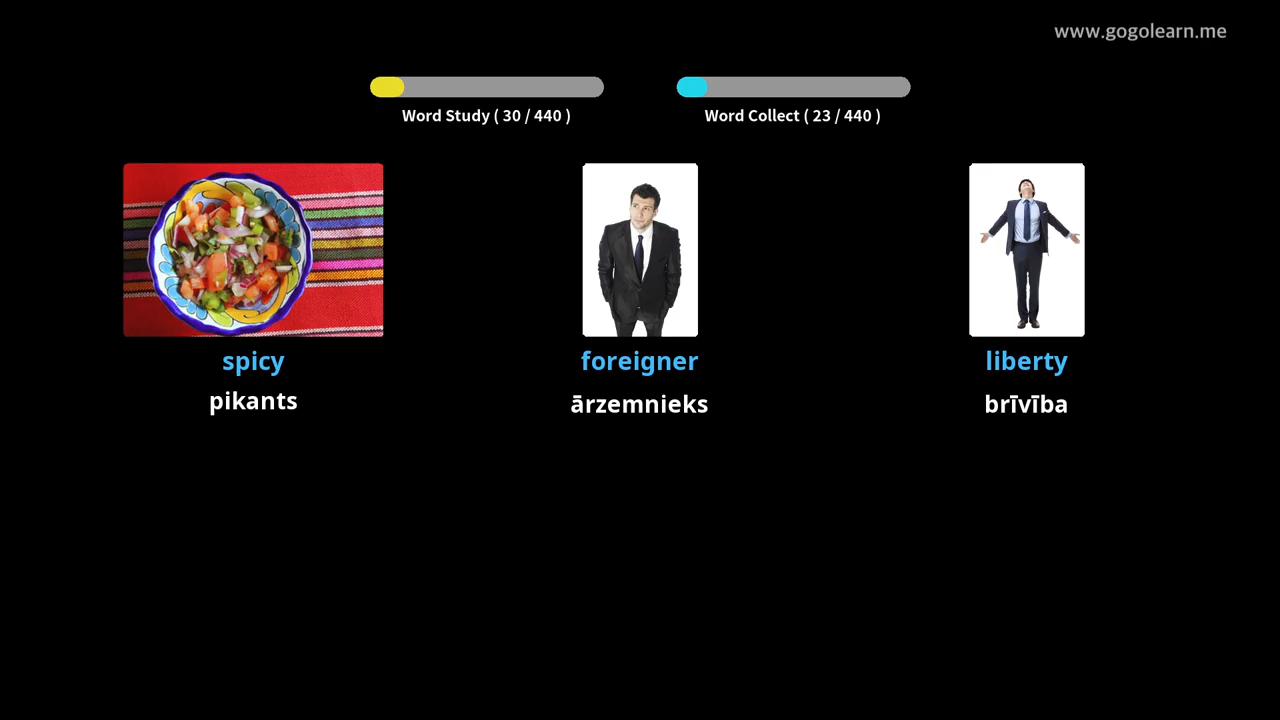 www.gogolearn.me
Word Study ( 30 / 440 )
Word Collect ( 23 / 440 )
spicy
pikants
foreigner
ārzemnieks
liberty
brīvība